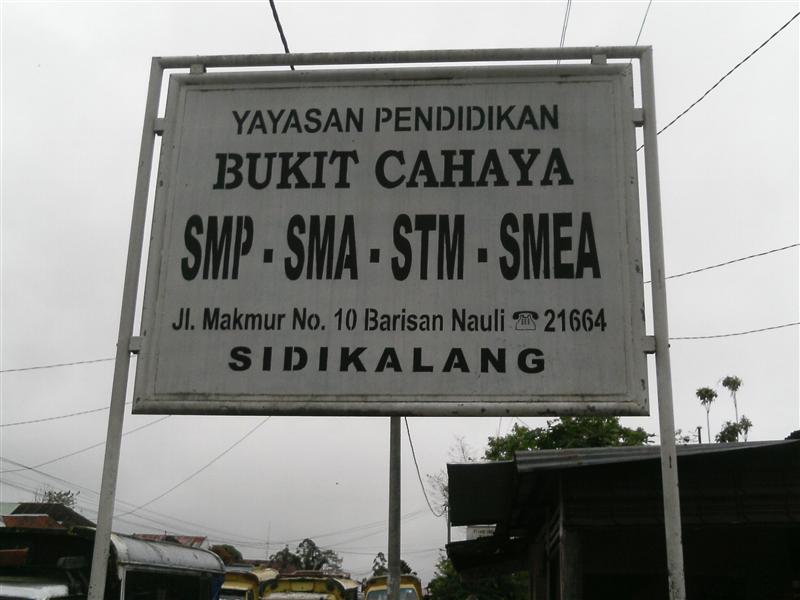 YAYASAN PENDIDIKAN
BUKIT CAHAYA
SMP - SMA - STM - SMEA
Jl. Makmur No. 10 Barisan Nauli ☎ 21664
SIDIKALANG